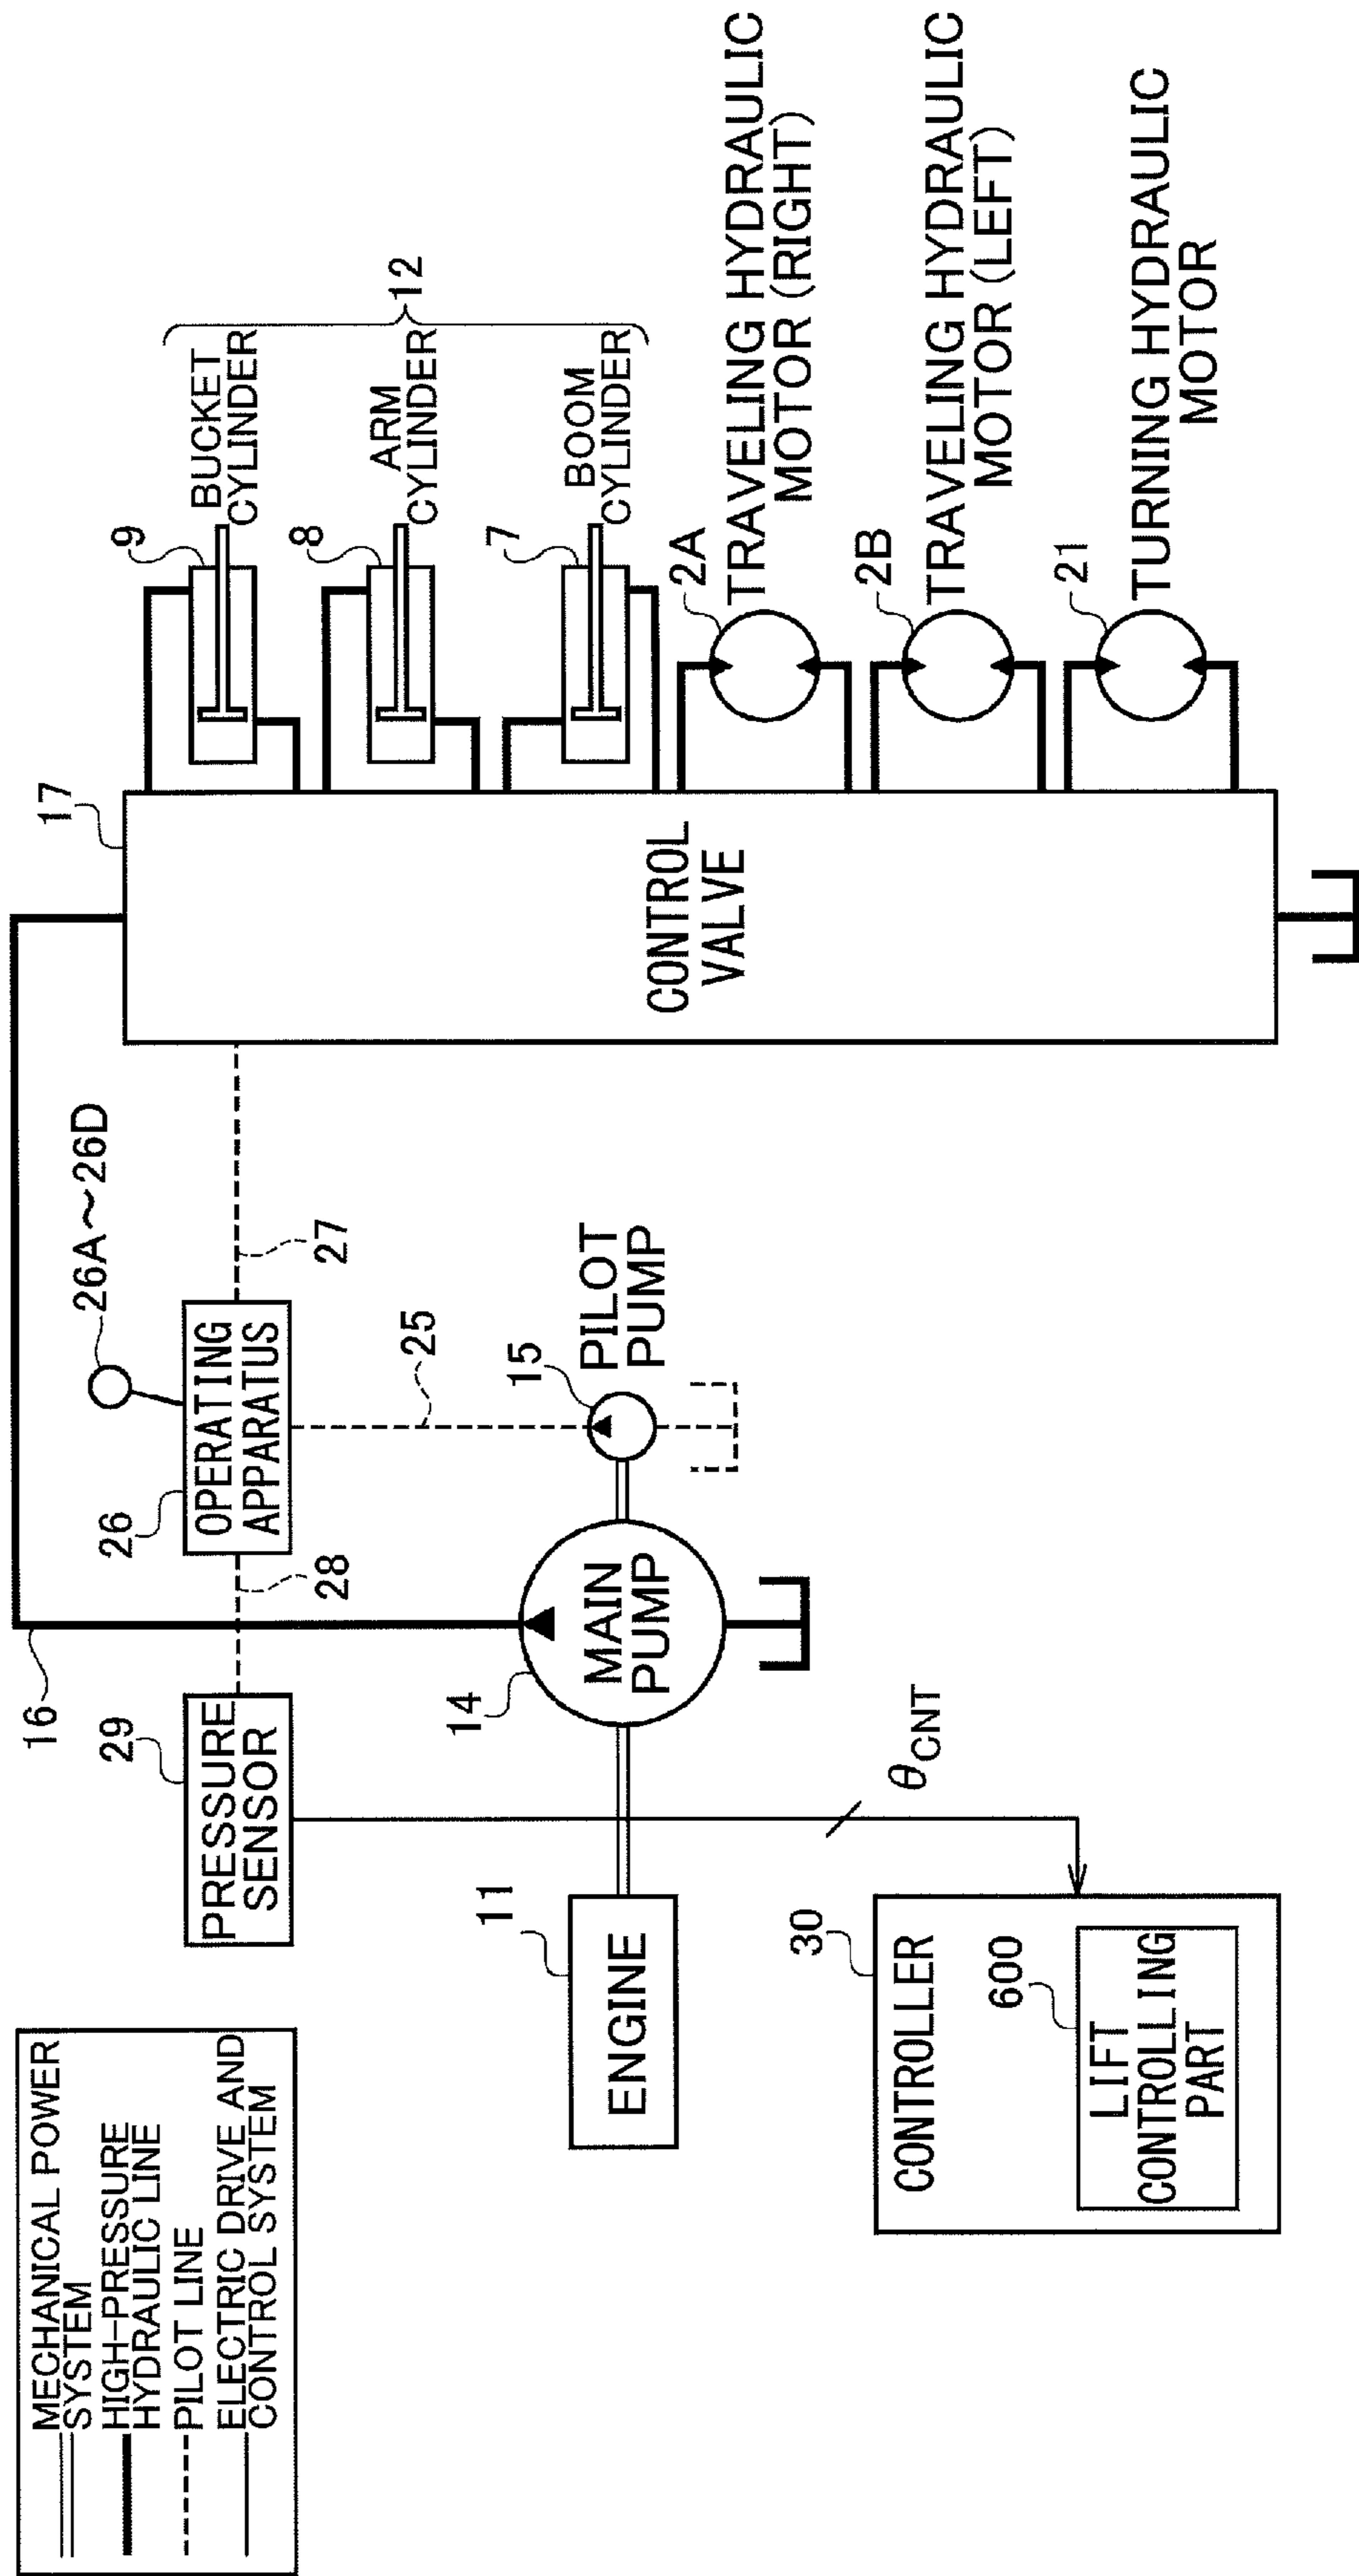 MECHANICAL POWER
SYSTEM
HIGH-PRESSURE
HYDRAULIC LINE
PILOT LINE
ELECTRIC DRIVE AND
CONTROL SYSTEM
16
29
PRESSURE
SENSOR
28
26
OPERATING
APPARATUS
26A～26D
27
25
11
ENGINE
14
MAIN
PUMP
15
PILOT
PUMP
θCNT
30
CONTROLLER
600
LIFT
CONTROLLING
PART
17
CONTROL
VALVE
9
BUCKET
CYLINDER
8
ARM
CYLINDER
7
BOOM
CYLINDER
12
2A
TRAVELING HYDRAULIC
MOTOR (RIGHT)
2B
TRAVELING HYDRAULIC
MOTOR (LEFT)
21
TURNING HYDRAULIC
MOTOR